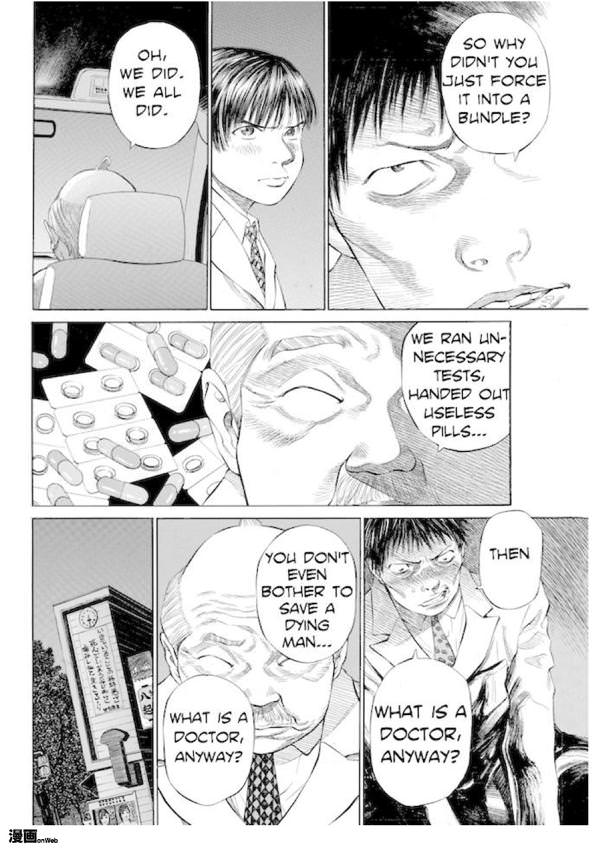 SO WHY
DIDN'T YOU
JUST FORCE
IT INTO A
BUNDLE?
OH,
WE DID.
WE ALL
DID.
WE RAN UN-
NECESSARY
TESTS,
HANDED OUT
USELESS
PILLS...
THEN
WHAT IS A
DOCTOR,
ANYWAY?
YOU DON'T
EVEN
BOTHER TO
SAVE A
DYING
MAN...
WHAT IS A
DOCTOR,
ANYWAY?
漫画onWeb